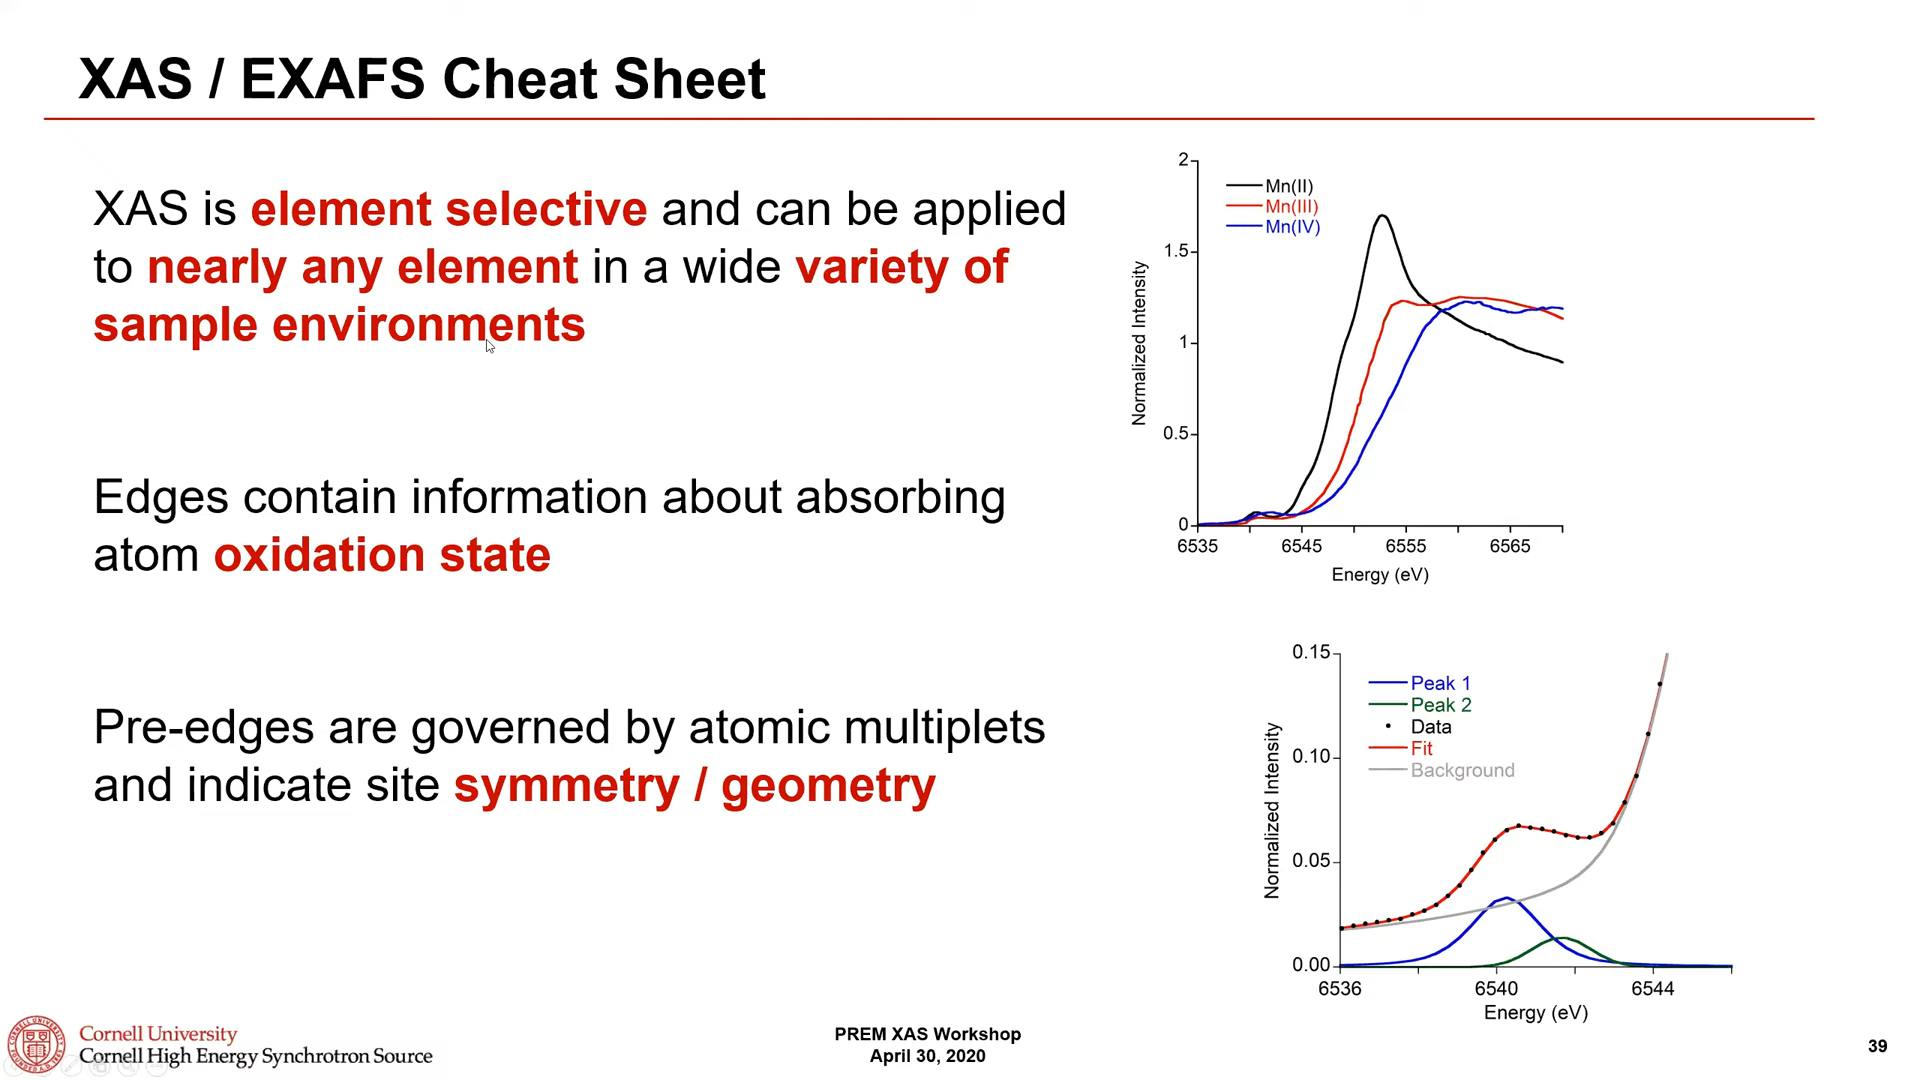 XAS / EXAFS Cheat Sheet
XAS is element selective and can be applied
to nearly any element in a wide variety of
sample environments
Edges contain information about absorbing
atom oxidation state
Pre-edges are governed by atomic multiplets
and indicate site symmetry / geometry
2
1.5
1
0.5
0
Normalized Intensity
Mn(II)
Mn(III)
Mn(IV)
6535 6545 6555 6565
Energy (eV)
0.15
0.10
0.05
0.00
Normalized Intensity
Peak 1
Peak 2
Data
Fit
Background
6536 6540 6544
Energy (eV)
Cornell University
Cornell High Energy Synchrotron Source
PREM XAS Workshop
April 30, 2020
39